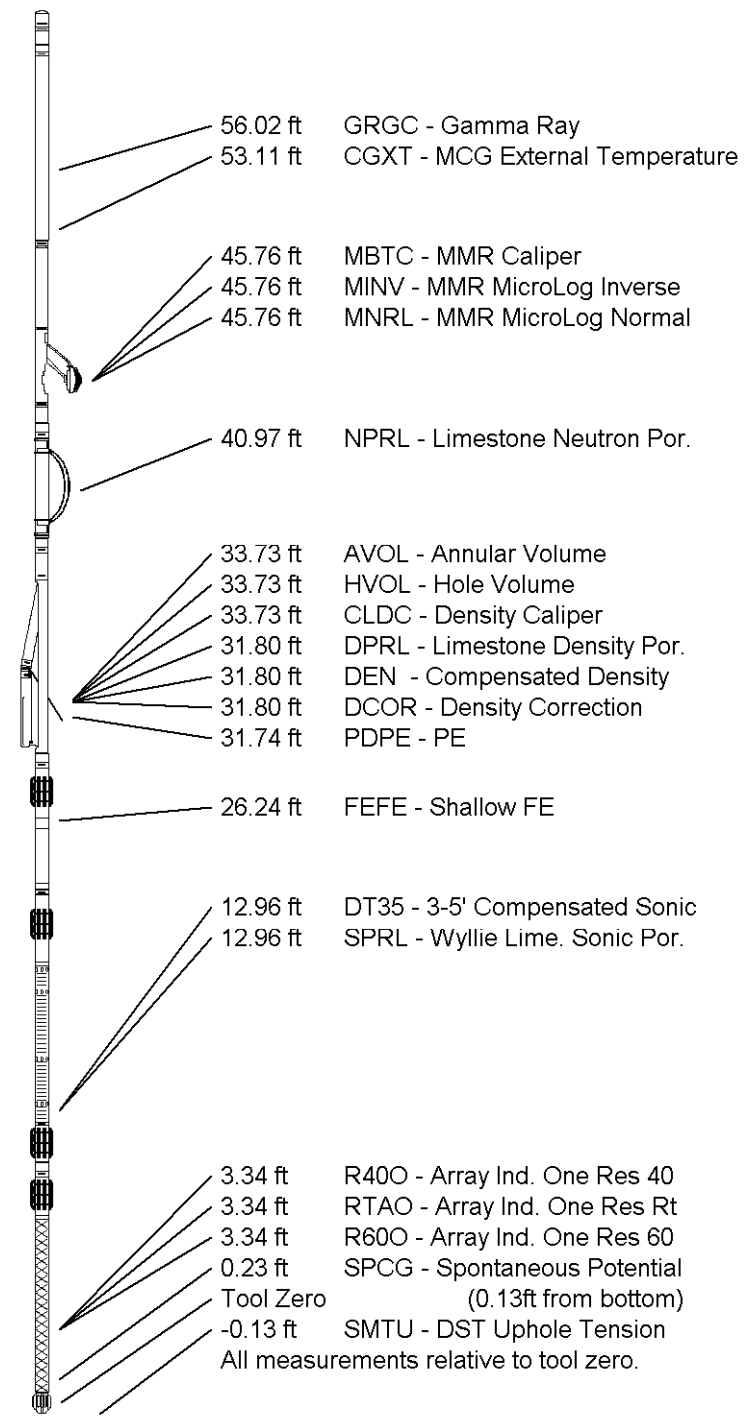 56.02 ft GRGC - Gamma Ray
53.11 ft CGXT - MCG External Temperature
45.76 ft MBTC - MMR Caliper
45.76 ft MINV - MMR MicroLog Inverse
45.76 ft MNRL - MMR MicroLog Normal
40.97 ft NPRL - Limestone Neutron Por.
33.73 ft AVOL - Annular Volume
33.73 ft HVOL - Hole Volume
33.73 ft CLDC - Density Caliper
31.80 ft DPRL - Limestone Density Por.
31.80 ft DEN - Compensated Density
31.80 ft DCOR - Density Correction
31.74 ft PDPE - PE
26.24 ft FEFE - Shallow FE
12.96 ft DT35 - 3-5' Compensated Sonic
12.96 ft SPRL - Wyllie Lime. Sonic Por.
3.34 ft R40O - Array Ind. One Res 40
3.34 ft RTAO - Array Ind. One Res Rt
3.34 ft R60O - Array Ind. One Res 60
0.23 ft SPCG - Spontaneous Potential
Tool Zero (0.13ft from bottom)
-0.13 ft SMTU - DST Uphole Tension
All measurements relative to tool zero.